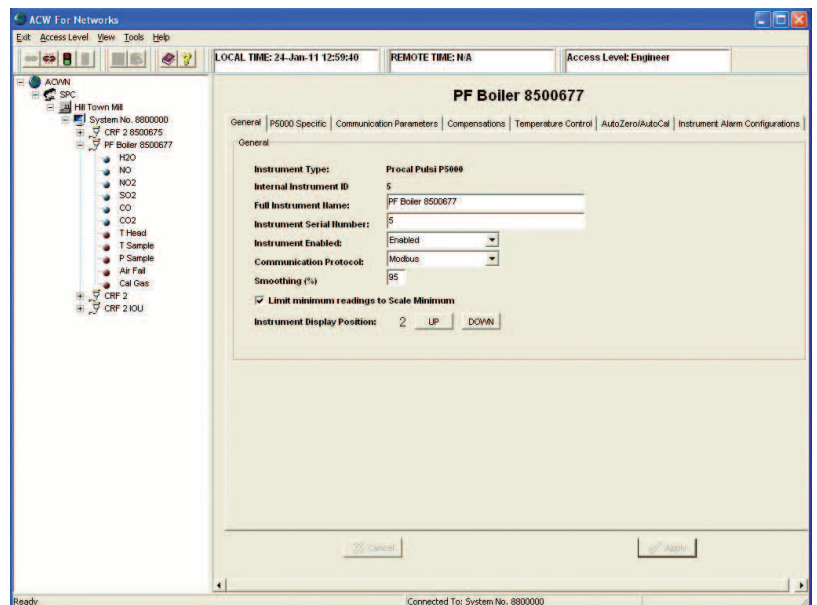 ACW For Networks
Exit Access Level View Tools Help
LOCAL TIME: 24-Jan-11 12:59:40 REMOTE TIME: N/A Access Level: Engineer
ACWN
SPC
Hill Town Mill
System No. 8800000
CRF 2 8500675
PF Boiler 8500677
H2O
NO
NO2
SO2
CO
CO2
T Head
T Sample
P Sample
Air Fail
Cal Gas
CRF 2
CRF 2 IOU
PF Boiler 8500677
General P5000 Specific Communication Parameters Compensations Temperature Control AutoZero/AutoCal Instrument Alarm Configurations
General
Instrument Type: Procal Pulsi P5000
Internal Instrument ID 5
Full Instrument Name: PF Boiler 8500677
Instrument Serial Number: 5
Instrument Enabled: Enabled
Communication Protocol: Modbus
Smoothing (%) 95
Limit minimum readings to Scale Minimum
Instrument Display Position: 2 UP DOWN
Cancel Apply
Ready Connected To: System No. 8800000